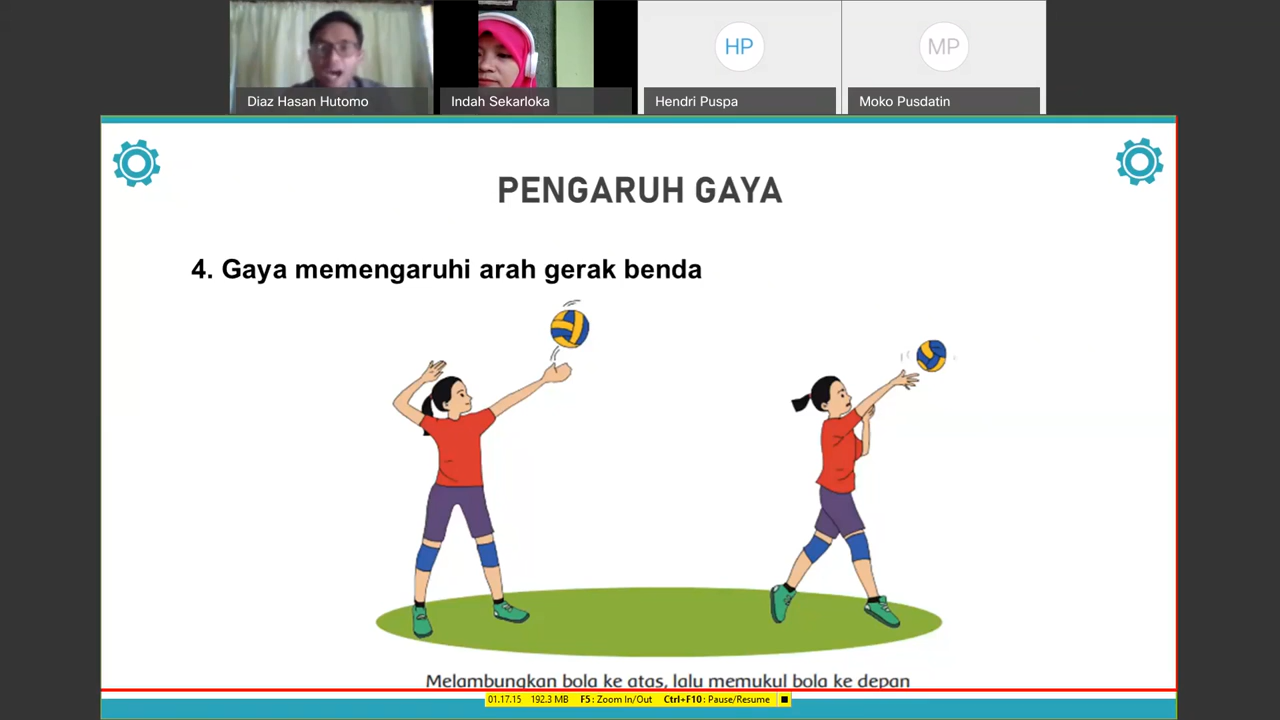 HP
MP
Diaz Hasan Hutomo
Indah Sekarloka
Hendri Puspa
Moko Pusdatin
PENGARUH GAYA
4. Gaya memengaruhi arah gerak benda
Melambungkan bola ke atas, lalu memukul bola ke depan
01.17.15 192.3 MB F5: Zoom In/Out Ctrl+F10: Pause/Resume